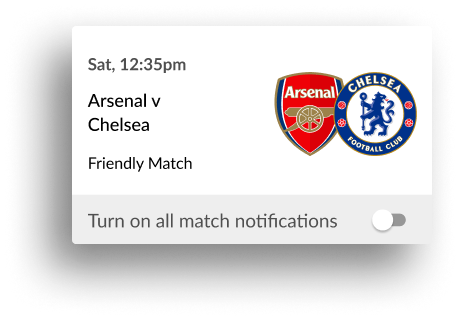 Sat, 12:35pm
Arsenal v
Chelsea
Friendly Match
Arsenal
CHELSEA
FOOTBALL CLUB
Turn on all match notifications